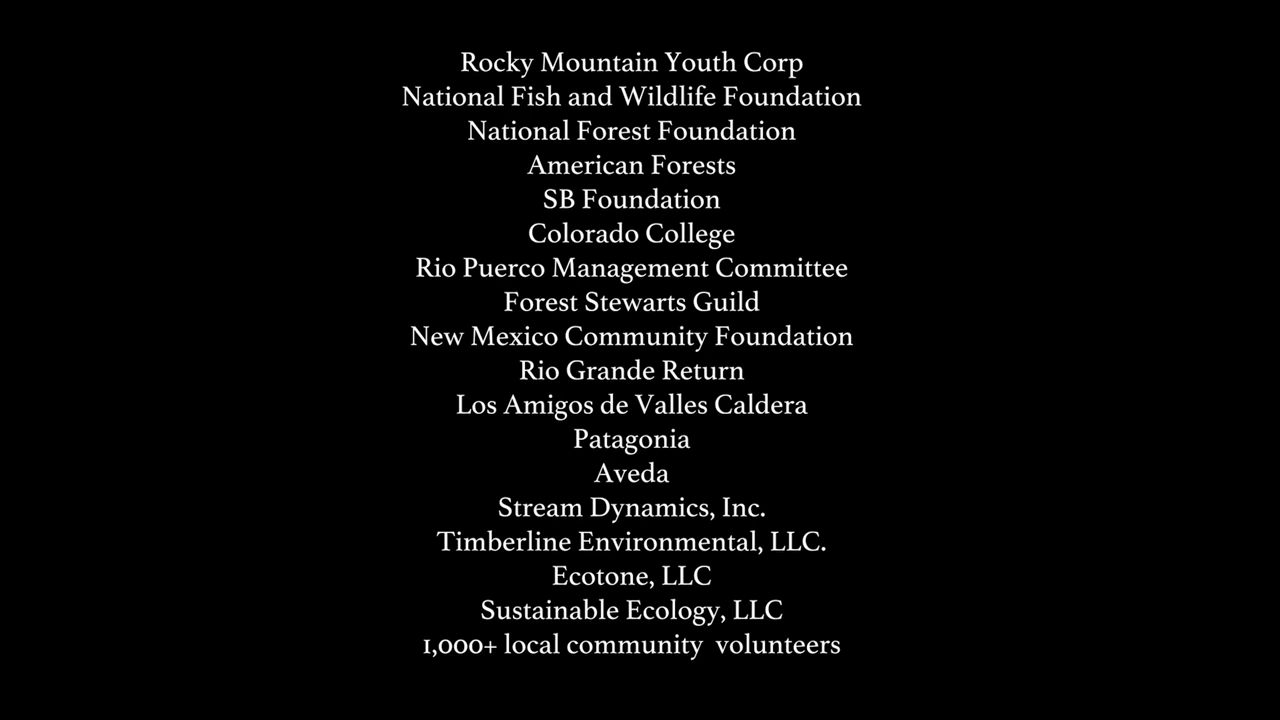 Rocky Mountain Youth Corp
National Fish and Wildlife Foundation
National Forest Foundation
American Forests
SB Foundation
Colorado College
Rio Puerco Management Committee
Forest Stewarts Guild
New Mexico Community Foundation
Rio Grande Return
Los Amigos de Valles Caldera
Patagonia
Aveda
Stream Dynamics, Inc.
Timberline Environmental, LLC.
Ecotone, LLC
Sustainable Ecology, LLC
1,000+ local community  volunteers